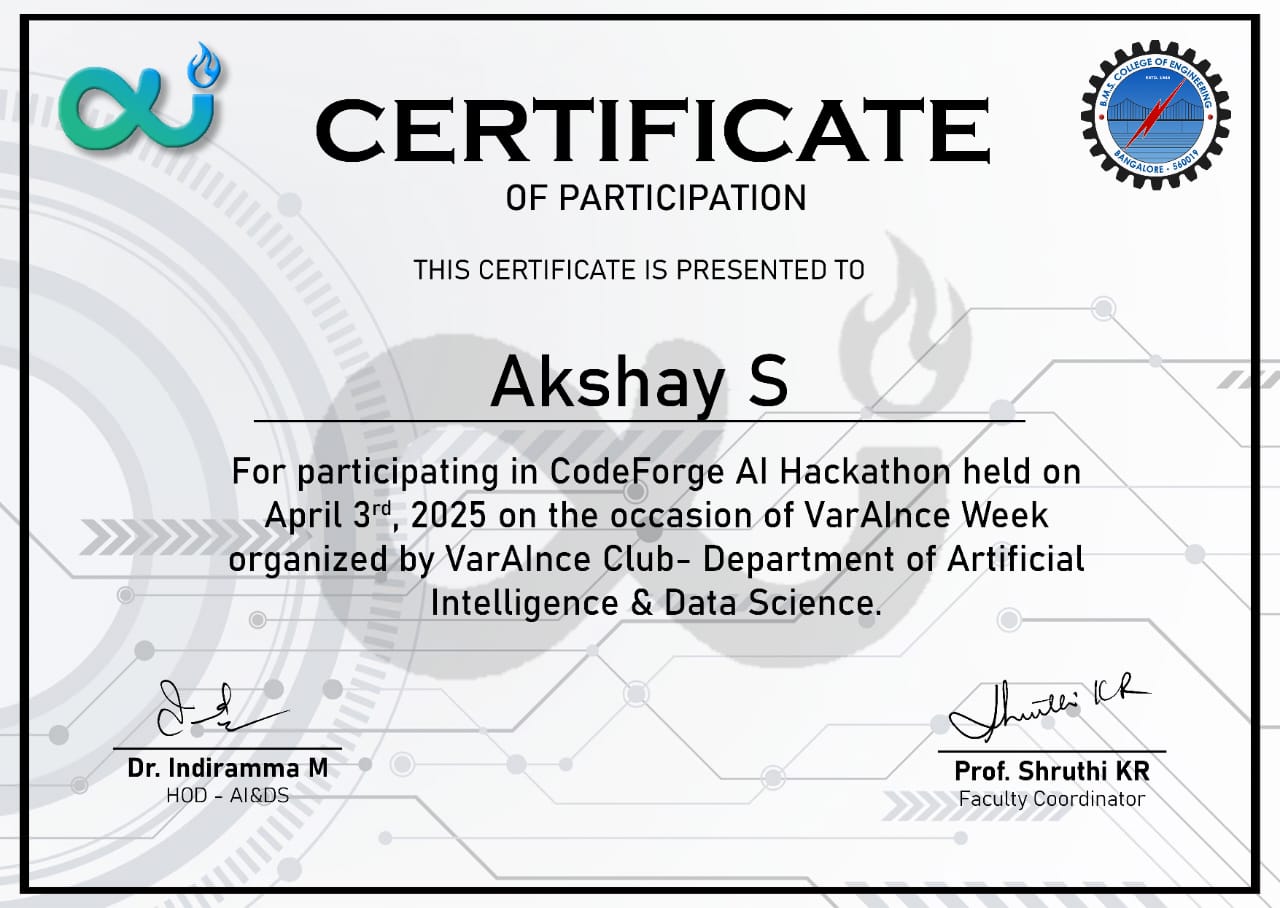 CERTIFICATE
B.M.S. COLLEGE OF ENGINEERING
ESTD. 1946
BANGALORE - 560019
OF PARTICIPATION
THIS CERTIFICATE IS PRESENTED TO
Akshay S
For participating in CodeForge AI Hackathon held on
April 3rd, 2025 on the occasion of VarAInce Week
organized by VarAInce Club- Department of Artificial
Intelligence & Data Science.
Shruthi KR
Dr. Indiramma M
HOD - AI&DS
Prof. Shruthi KR
Faculty Coordinator